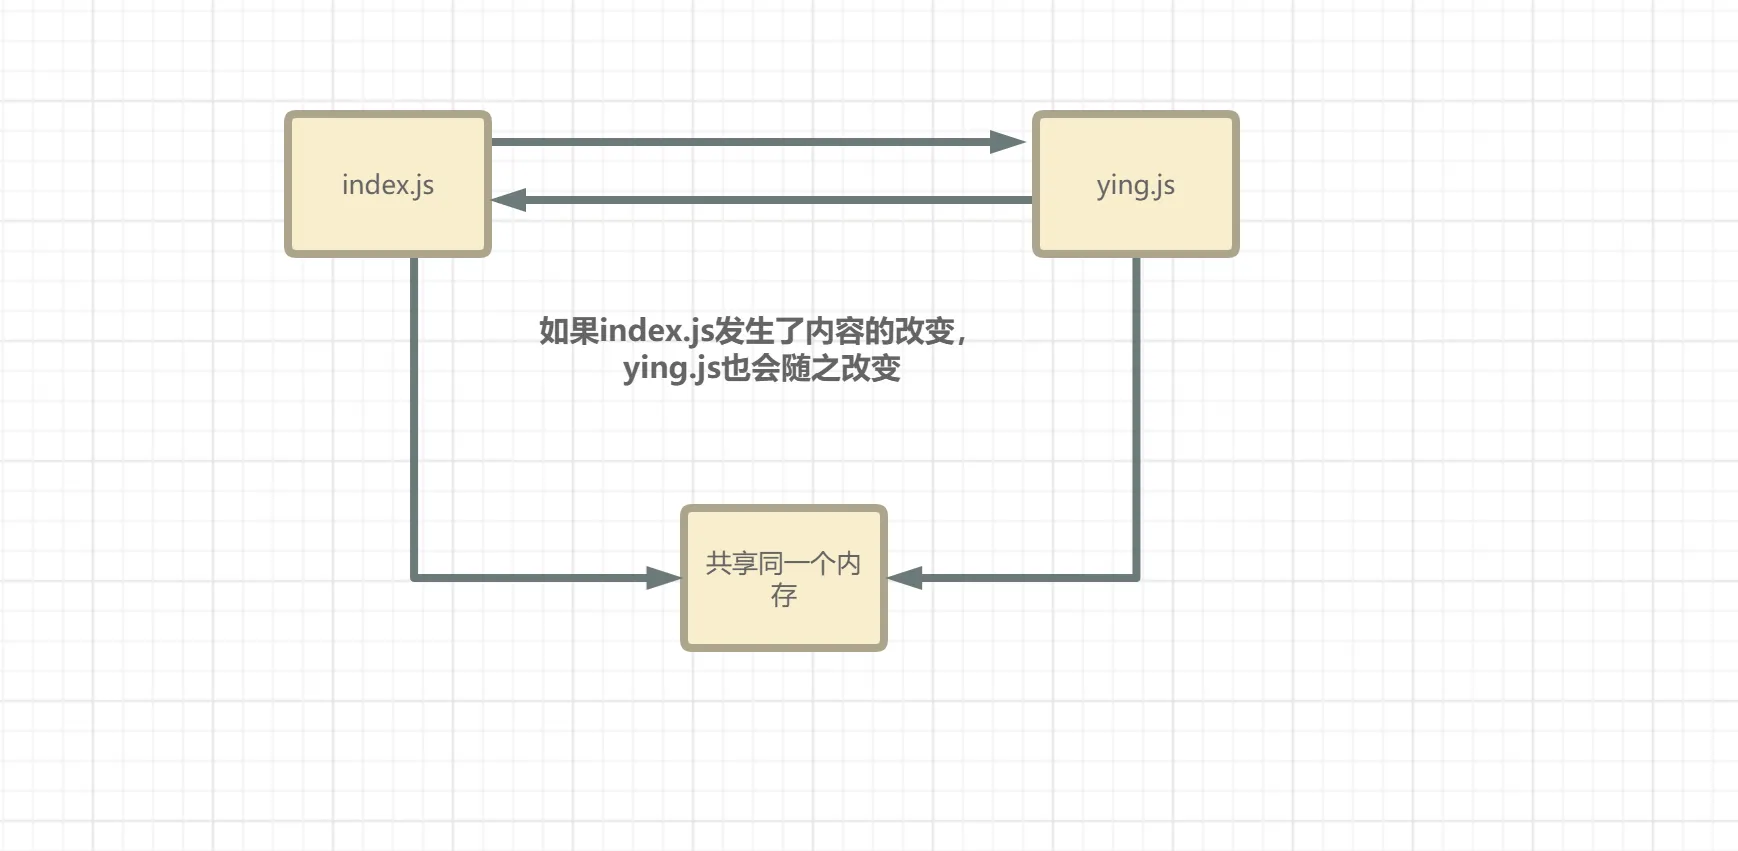 index.js
ying.js
如果index.js发生了内容的改变，
ying.js也会随之改变
共享同一个内
存